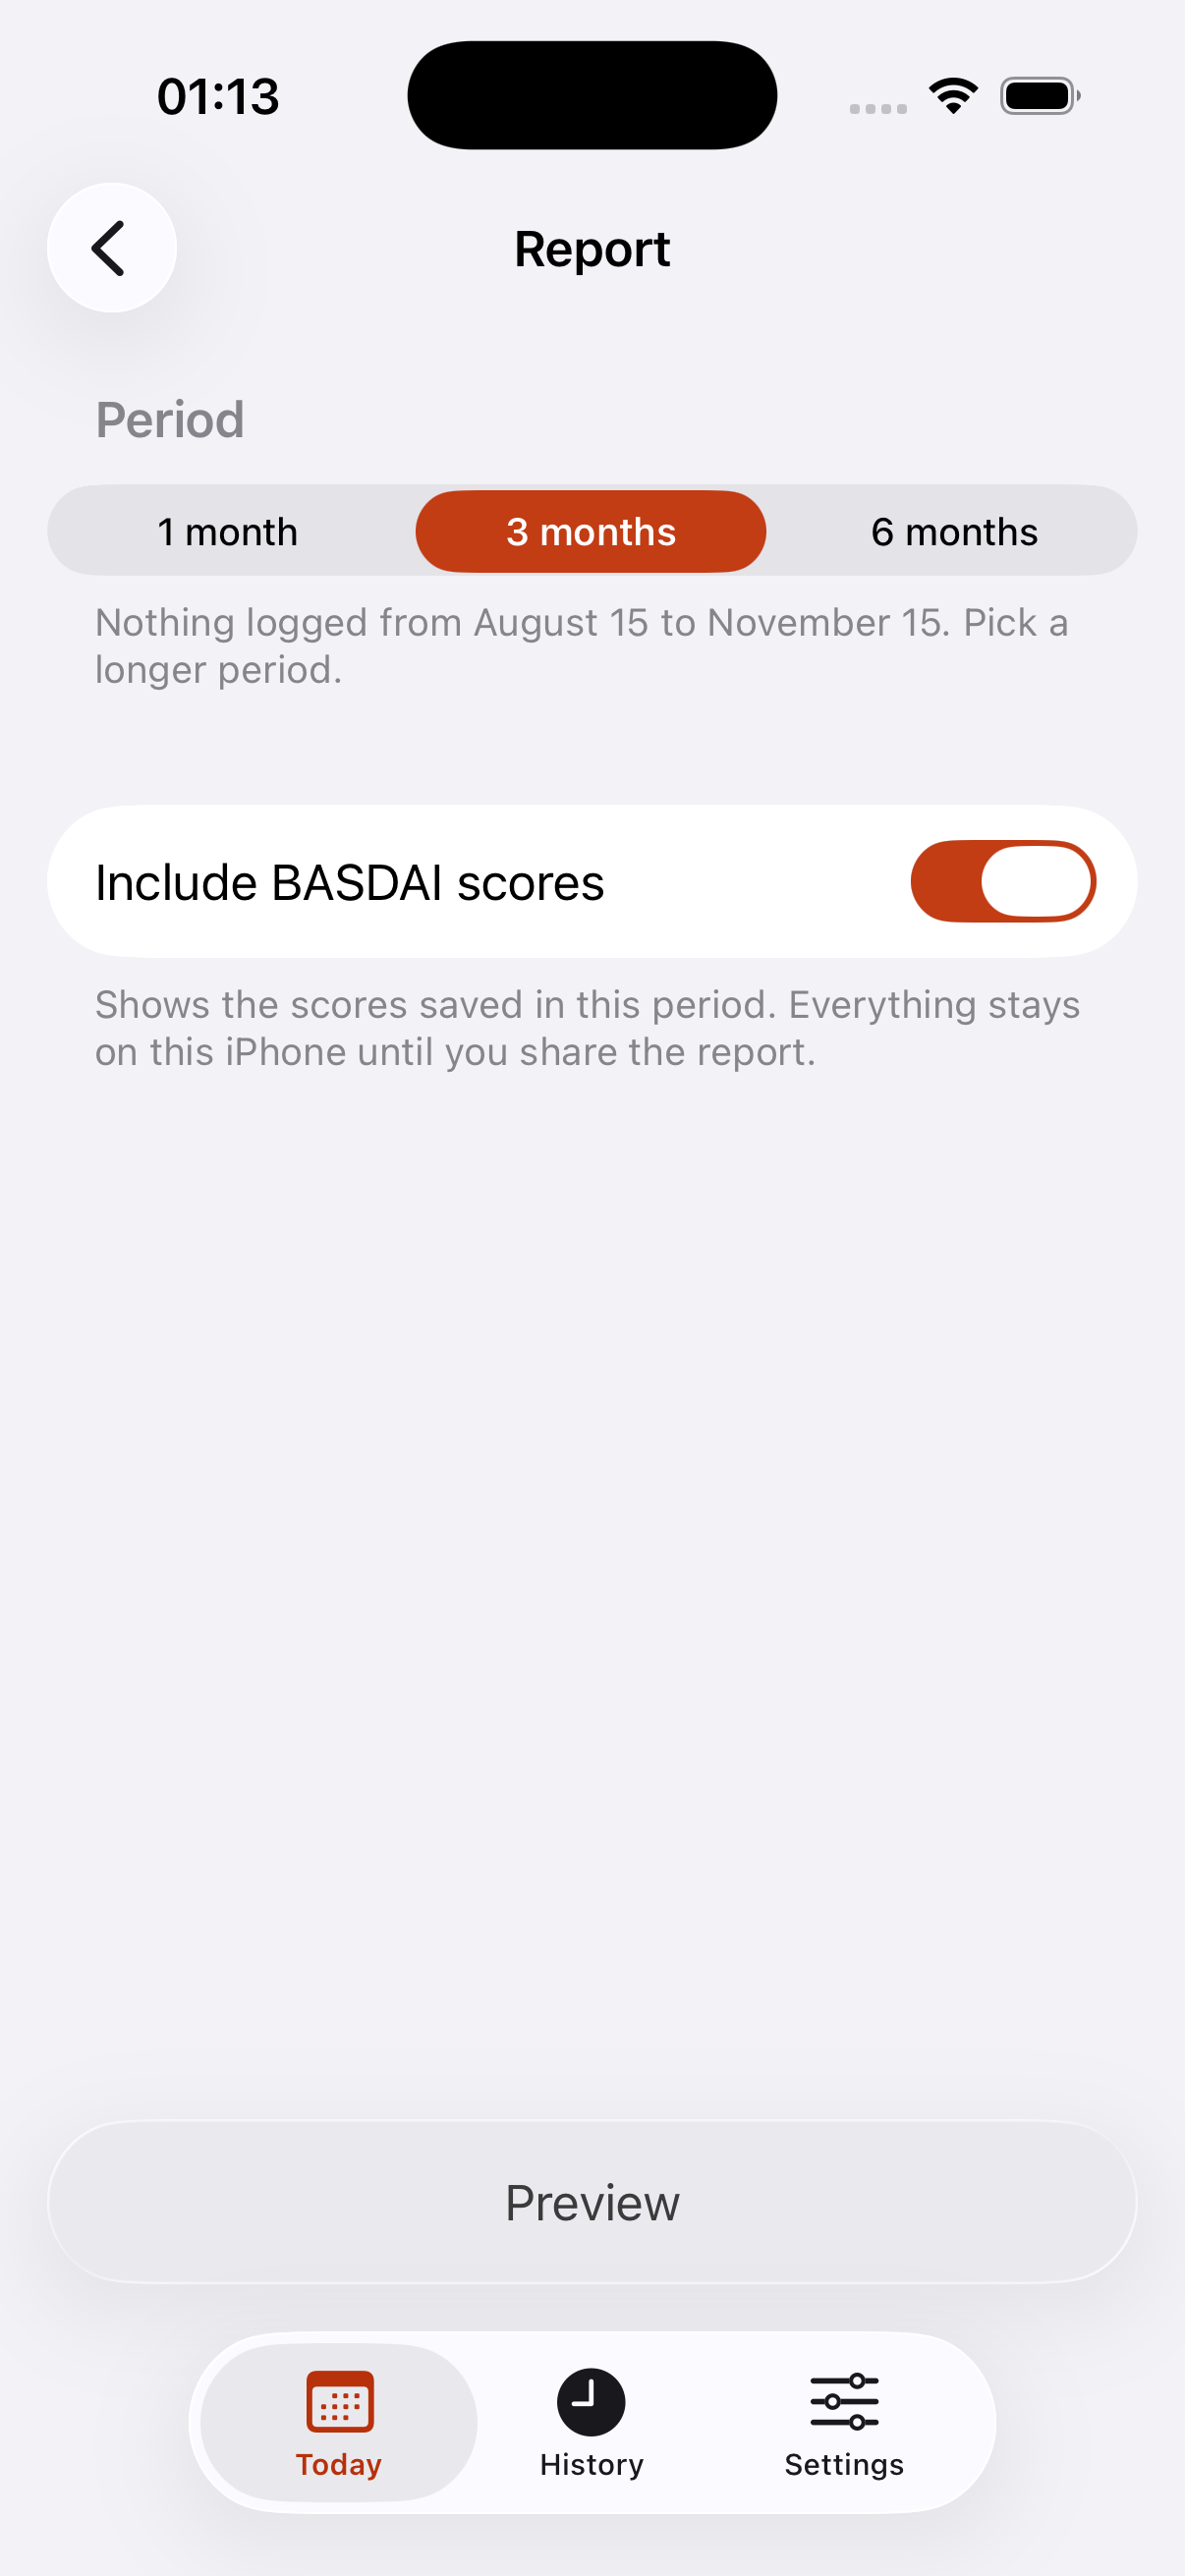 01:13
Report
Period
1 month
3 months
6 months
Nothing logged from August 15 to November 15. Pick a
longer period.
Include BASDAI scores
Shows the scores saved in this period. Everything stays
on this iPhone until you share the report.
Preview
Today
History
Settings